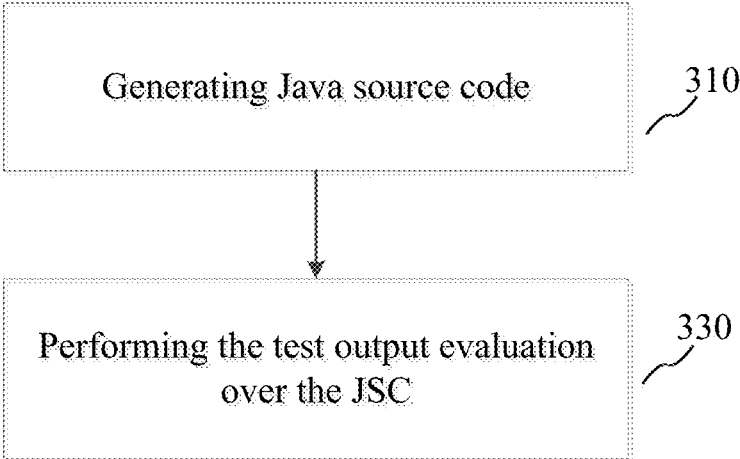 Generating Java source code
310
Performing the test output evaluation
over the JSC
330